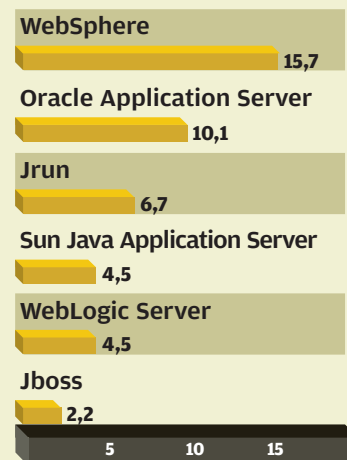 WebSphere
15,7
Oracle Application Server
10,1
Jrun
6,7
Sun Java Application Server
4,5
WebLogic Server
4,5
Jboss
2,2
5 10 15